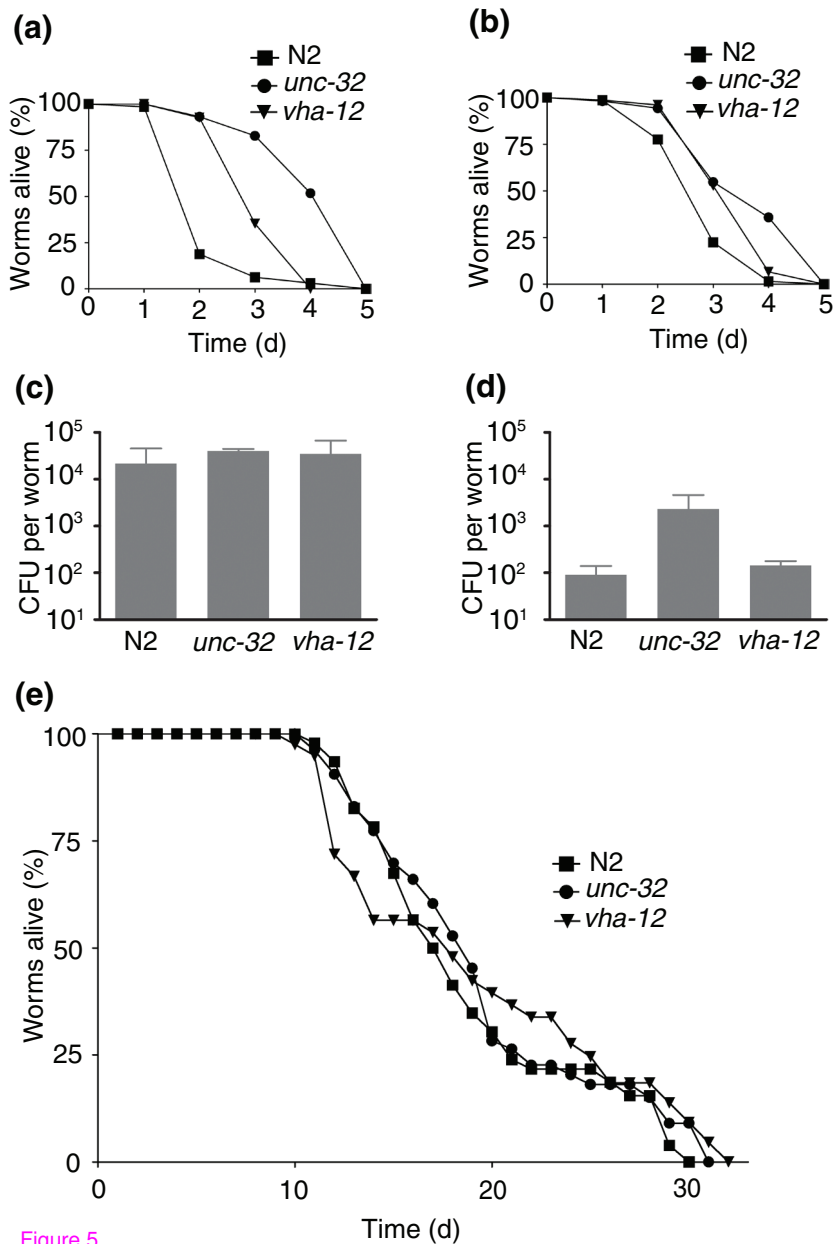 (a)
N2
unc-32
vha-12
Worms alive (%)
100
75
50
25
0
0 1 2 3 4 5
Time (d)
(b)
N2
unc-32
vha-12
Worms alive (%)
100
75
50
25
0
0 1 2 3 4 5
Time (d)
(c)
CFU per worm
10⁵
10⁴
10³
10²
10¹
N2 unc-32 vha-12
(d)
CFU per worm
10⁵
10⁴
10³
10²
10¹
N2 unc-32 vha-12
(e)
N2
unc-32
vha-12
Worms alive (%)
100
75
50
25
0
0 10 20 30
Time (d)
Figure 5